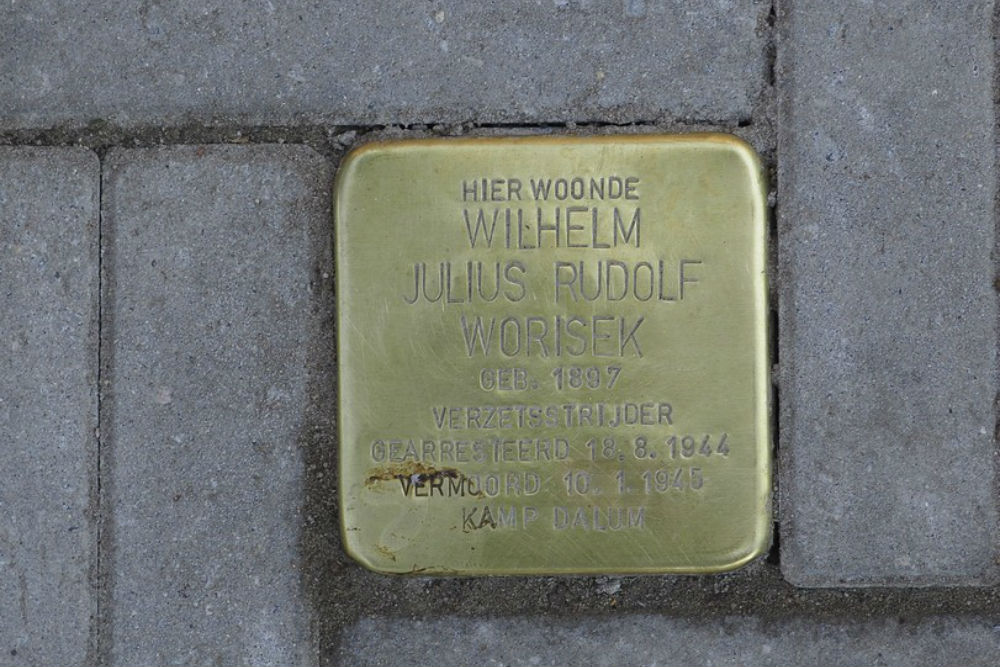 HIER WOONDE
WILHELM
JULIUS RUDOLF
WORISEK
GEB. 1897
VERZETSSTRIJDER
GEARRESTEERD 18.8.1944
VERMOORD 10.1.1945
KAMP DALUM